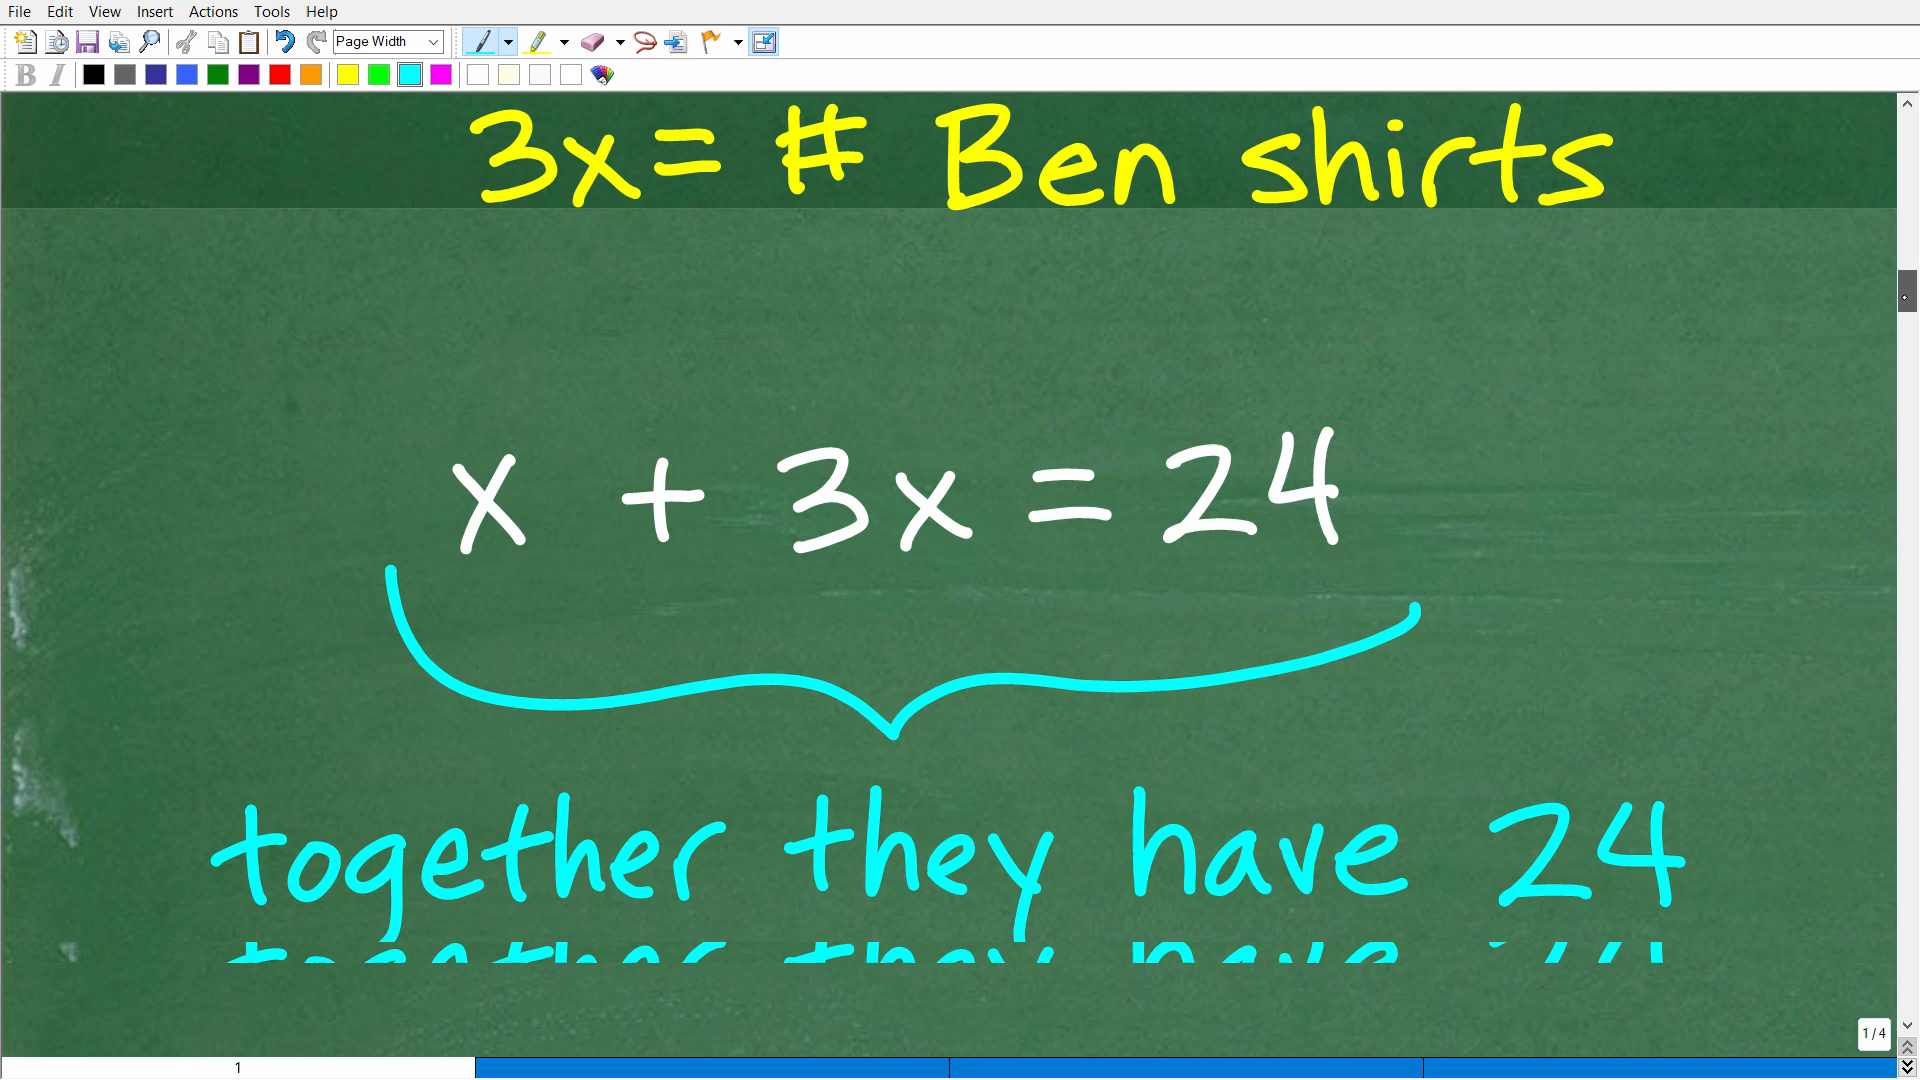 File Edit View Insert Actions Tools Help
Page Width
B I
3x = # Ben shirts
x + 3x = 24
together they have 24
1 / 4
1